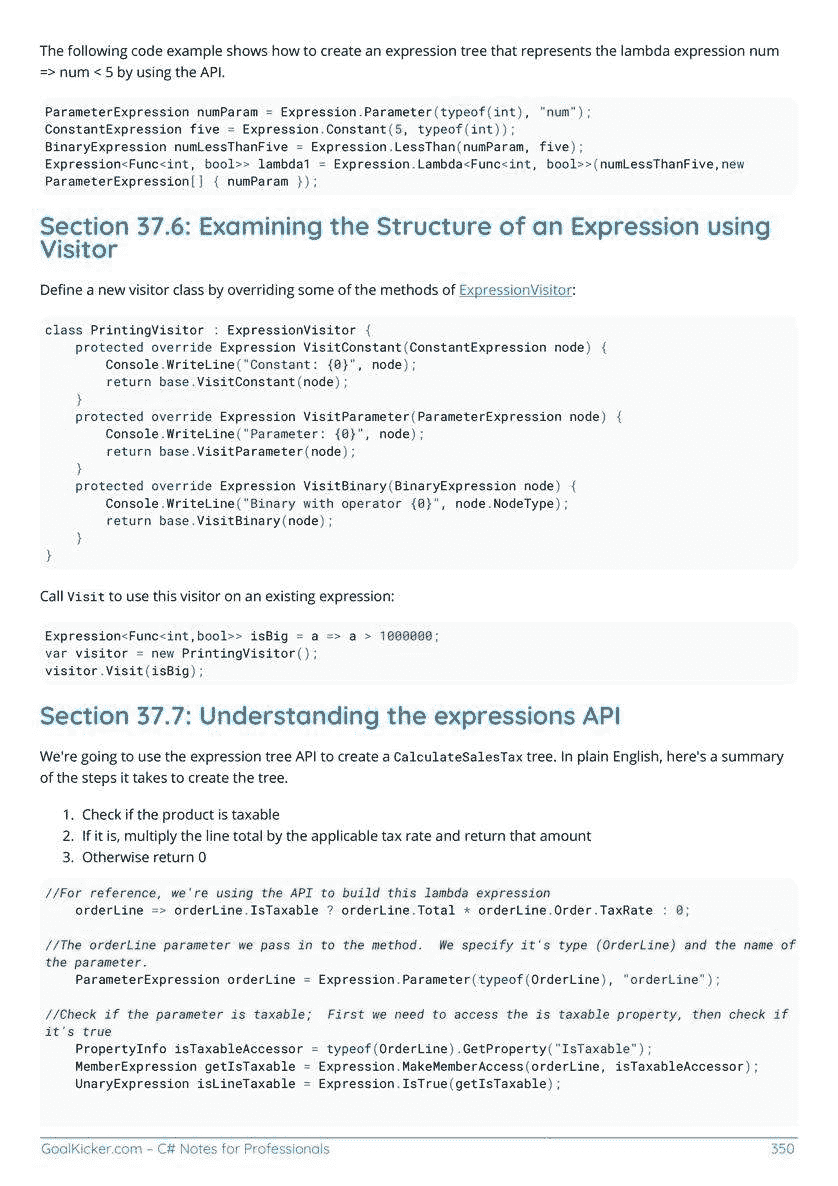 The following code example shows how to create an expression tree that represents the lambda expression num
=> num < 5 by using the API.
ParameterExpression numParam = Expression.Parameter(typeof(int), "num");
ConstantExpression five = Expression.Constant(5, typeof(int));
BinaryExpression numLessThanFive = Expression.LessThan(numParam, five);
Expression<Func<int, bool>> lambda1 = Expression.Lambda<Func<int, bool>>(numLessThanFive,new
ParameterExpression[] { numParam });
Section 37.6: Examining the Structure of an Expression using
Visitor
Define a new visitor class by overriding some of the methods of ExpressionVisitor:
class PrintingVisitor : ExpressionVisitor {
    protected override Expression VisitConstant(ConstantExpression node) {
        Console.WriteLine("Constant: {0}", node);
        return base.VisitConstant(node);
    }
    protected override Expression VisitParameter(ParameterExpression node) {
        Console.WriteLine("Parameter: {0}", node);
        return base.VisitParameter(node);
    }
    protected override Expression VisitBinary(BinaryExpression node) {
        Console.WriteLine("Binary with operator {0}", node.NodeType);
        return base.VisitBinary(node);
    }
}
Call Visit to use this visitor on an existing expression:
Expression<Func<int,bool>> isBig = a => a > 1000000;
var visitor = new PrintingVisitor();
visitor.Visit(isBig);
Section 37.7: Understanding the expressions API
We're going to use the expression tree API to create a CalculateSalesTax tree. In plain English, here's a summary
of the steps it takes to create the tree.
1. Check if the product is taxable
2. If it is, multiply the line total by the applicable tax rate and return that amount
3. Otherwise return 0
//For reference, we're using the API to build this lambda expression
    orderLine => orderLine.IsTaxable ? orderLine.Total * orderLine.Order.TaxRate : 0;
//The orderLine parameter we pass in to the method.  We specify it's type (OrderLine) and the name of
the parameter.
    ParameterExpression orderLine = Expression.Parameter(typeof(OrderLine), "orderLine");
//Check if the parameter is taxable;  First we need to access the is taxable property, then check if
it's true
    PropertyInfo isTaxableAccessor = typeof(OrderLine).GetProperty("IsTaxable");
    MemberExpression getIsTaxable = Expression.MakeMemberAccess(orderLine, isTaxableAccessor);
    UnaryExpression isLineTaxable = Expression.IsTrue(getIsTaxable);
GoalKicker.com – C# Notes for Professionals
350